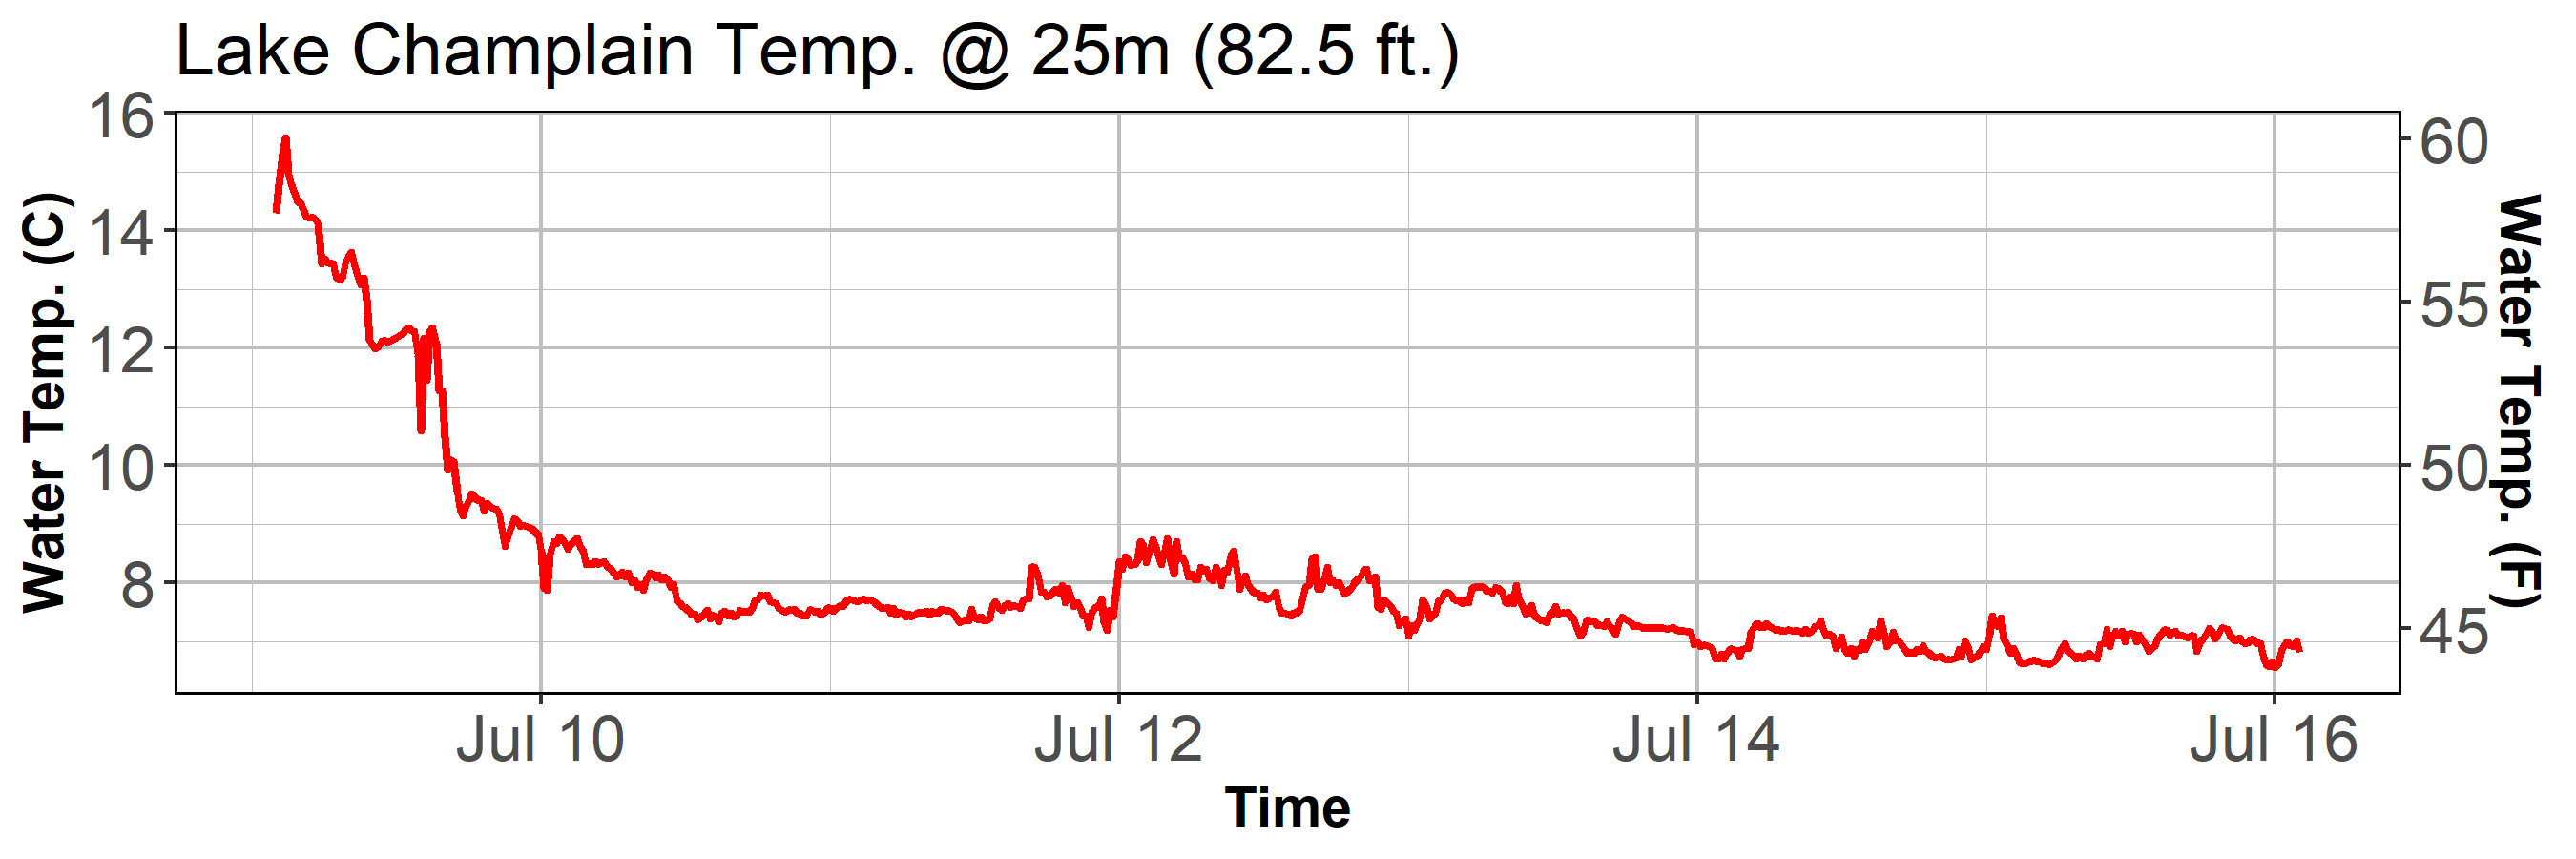 Lake Champlain Temp. @ 25m (82.5 ft.)
Water Temp. (C)
16
14
12
10
8
60
55
50
45
Water Temp. (F)
Jul 10 Jul 12 Jul 14 Jul 16
Time